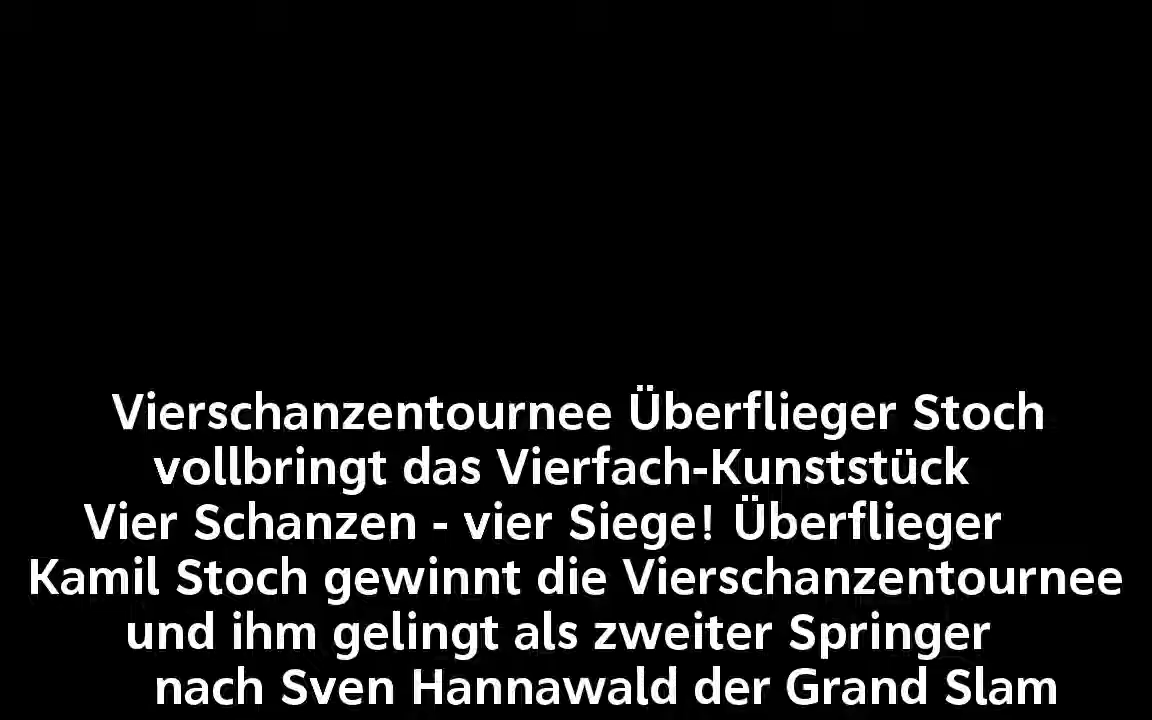 Vierschanzentournee Überflieger Stoch
vollbringt das Vierfach-Kunststück
Vier Schanzen - vier Siege! Überflieger
Kamil Stoch gewinnt die Vierschanzentournee
und ihm gelingt als zweiter Springer
nach Sven Hannawald der Grand Slam